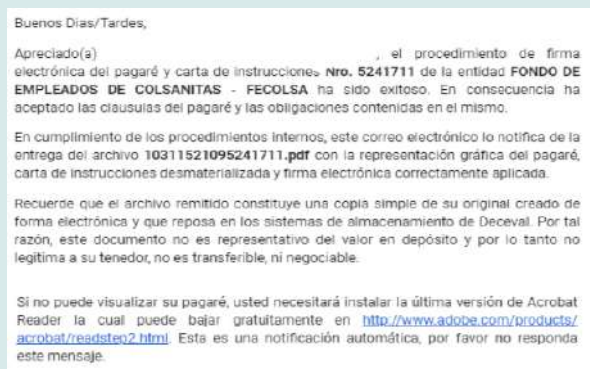 Buenos Dias/Tardes,
Apreciado(a) , el procedimiento de firma
electrónica del pagaré y carta de instrucciones Nro. 5241711 de la entidad FONDO DE
EMPLEADOS DE COLSANITAS - FECOLSA ha sido exitoso. En consecuencia ha
aceptado las clausulas del pagaré y las obligaciones contenidas en el mismo.
En cumplimiento de los procedimientos internos, este correo electrónico lo notifica de la
entrega del archivo 10311521095241711.pdf con la representación gráfica del pagaré,
carta de instrucciones desmaterializada y firma electrónica correctamente aplicada.
Recuerde que el archivo remitido constituye una copia simple de su original creado de
forma electrónica y que reposa en los sistemas de almacenamiento de Deceval. Por tal
razón, este documento no es representativo del valor en depósito y por lo tanto no
legitima a su tenedor, no es transferible, ni negociable.
Si no puede visualizar su pagaré, usted necesitará instalar la última versión de Acrobat
Reader la cual puede bajar gratuitamente en http://www.adobe.com/products/
acrobat/readstep2.html. Esta es una notificación automática, por favor no responda
este mensaje.